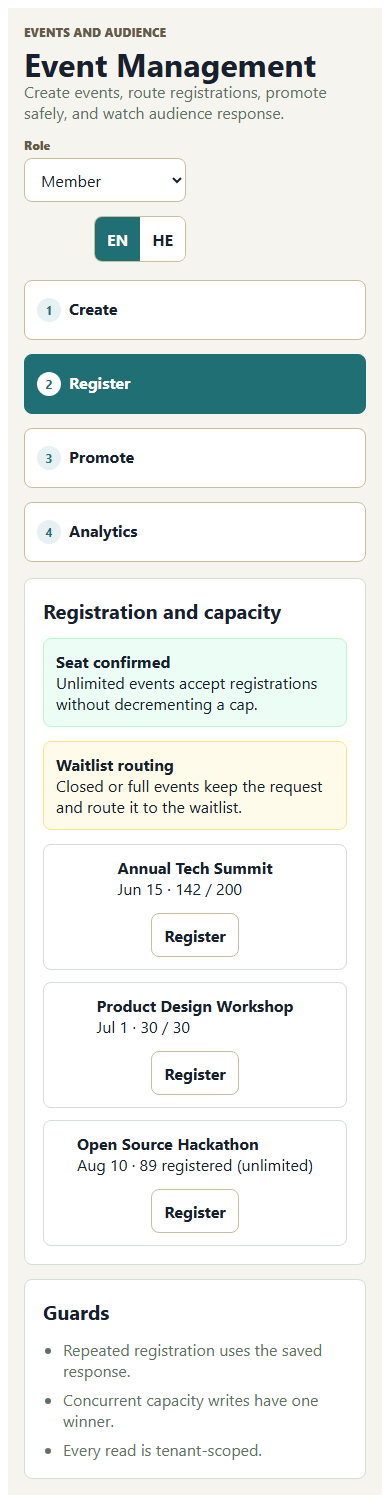 EVENTS AND AUDIENCE
Event Management
Create events, route registrations, promote
safely, and watch audience response.
Role
Member
EN HE
1 Create
2 Register
3 Promote
4 Analytics
Registration and capacity
Seat confirmed
Unlimited events accept registrations
without decrementing a cap.
Waitlist routing
Closed or full events keep the request
and route it to the waitlist.
Annual Tech Summit
Jun 15 · 142 / 200
Register
Product Design Workshop
Jul 1 · 30 / 30
Register
Open Source Hackathon
Aug 10 · 89 registered (unlimited)
Register
Guards
• Repeated registration uses the saved
response.
• Concurrent capacity writes have one
winner.
• Every read is tenant-scoped.